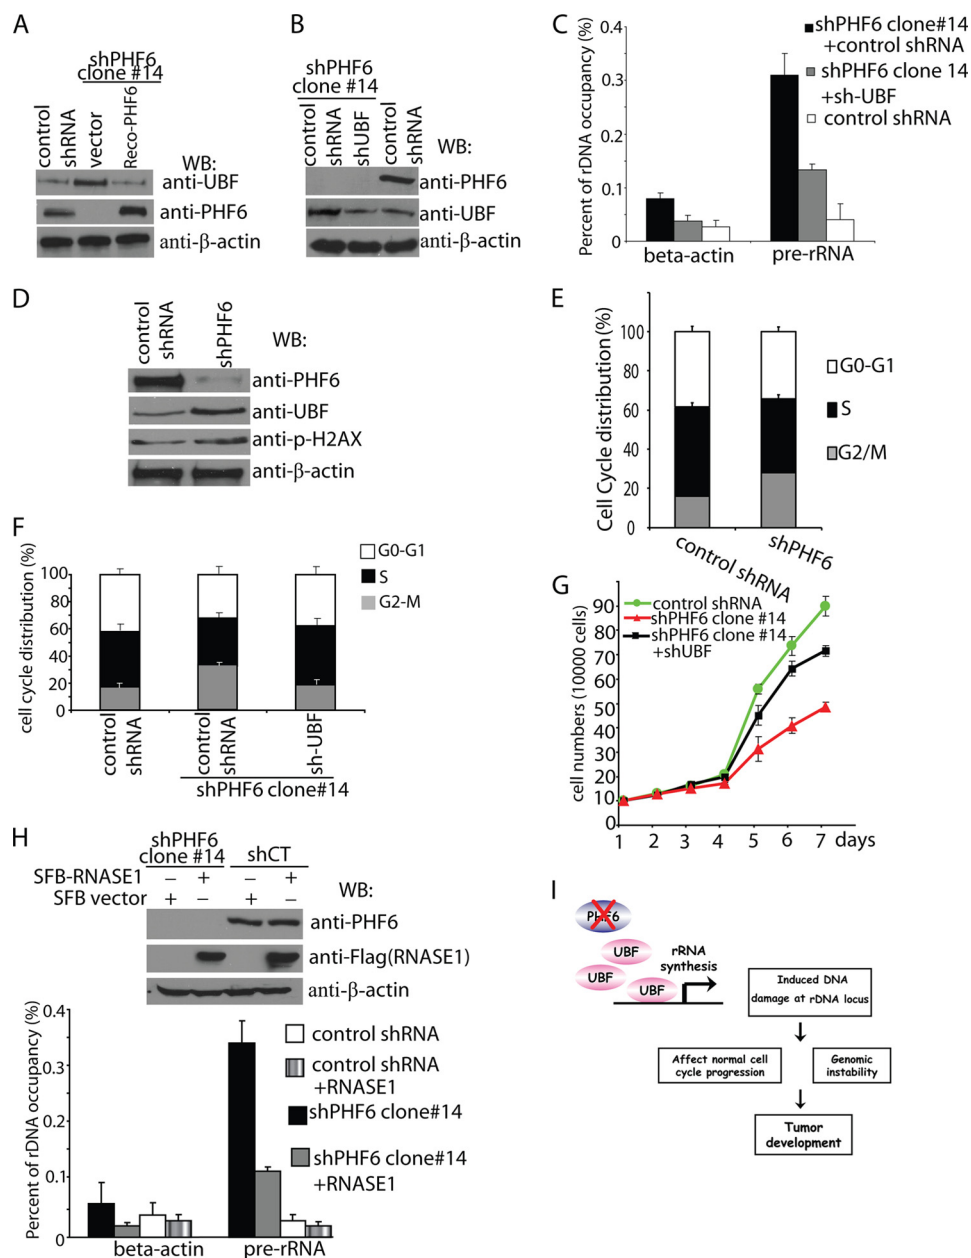 A
shPHF6
clone #14
control
shRNA
vector
Reco-PHF6
WB:
anti-UBF
anti-PHF6
anti-β-actin
B
shPHF6
clone #14
control
shRNA
shUBF
control
shRNA
WB:
anti-PHF6
anti-UBF
anti-β-actin
C
Percent of rDNA occupancy (%)
0.4
0.3
0.2
0.1
0
shPHF6 clone#14
+control shRNA
shPHF6 clone 14
+sh-UBF
control shRNA
beta-actin
pre-rRNA
D
control
shRNA
shPHF6
WB:
anti-PHF6
anti-UBF
anti-p-H2AX
anti-β-actin
E
Cell Cycle distribution (%)
100
80
60
40
20
0
G0-G1
S
G2/M
control shRNA
shPHF6
F
cell cycle distribution (%)
100
80
60
40
20
0
G0-G1
S
G2-M
control
shRNA
control
shRNA
sh-UBF
shPHF6 clone#14
G
cell numbers (10000 cells)
90
70
50
30
10
0
control shRNA
shPHF6 clone #14
shPHF6 clone #14
+shUBF
1 2 3 4 5 6 7 days
H
shPHF6
clone #14
shCT
SFB-RNASE1 – + – +
SFB vector + – + –
WB:
anti-PHF6
anti-Flag(RNASE1)
anti-β-actin
Percent of rDNA occupancy (%)
0.3
0.4
0.1
0
control shRNA
control shRNA
+RNASE1
shPHF6 clone#14
shPHF6 clone#14
+RNASE1
beta-actin
pre-rRNA
I
PHF6
UBF
UBF
UBF
rRNA
synthesis
Induced DNA
damage at rDNA locus
Affect normal cell
cycle progression
Genomic
instability
Tumor
development